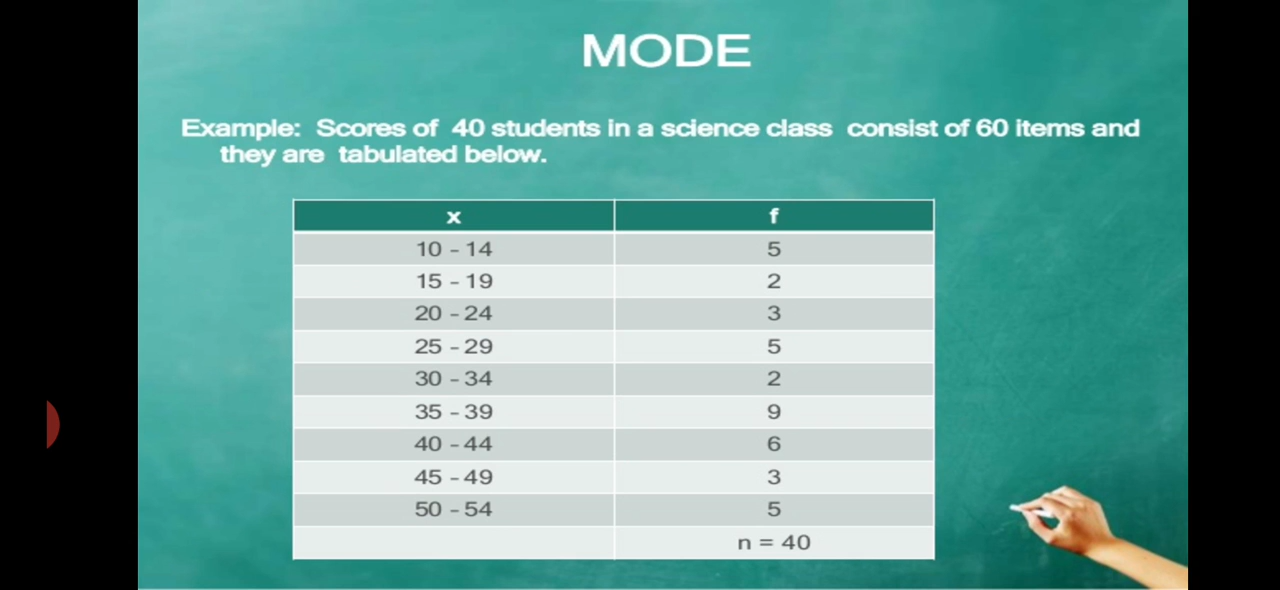 MODE
Example: Scores of 40 students in a science class consist of 60 items and
they are tabulated below.
x f
10 - 14 5
15 - 19 2
20 - 24 3
25 - 29 5
30 - 34 2
35 - 39 9
40 - 44 6
45 - 49 3
50 - 54 5
n = 40